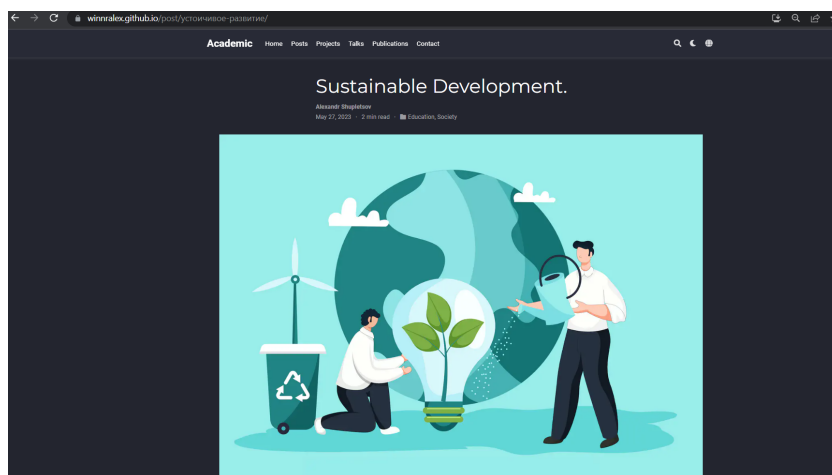 winnralex.github.io/post/устоичивое-развитие/
Academic Home Posts Projects Talks Publications Contact
Sustainable Development.
Alexandr Shupletsov
May 27, 2023 · 2 min read · Education, Society